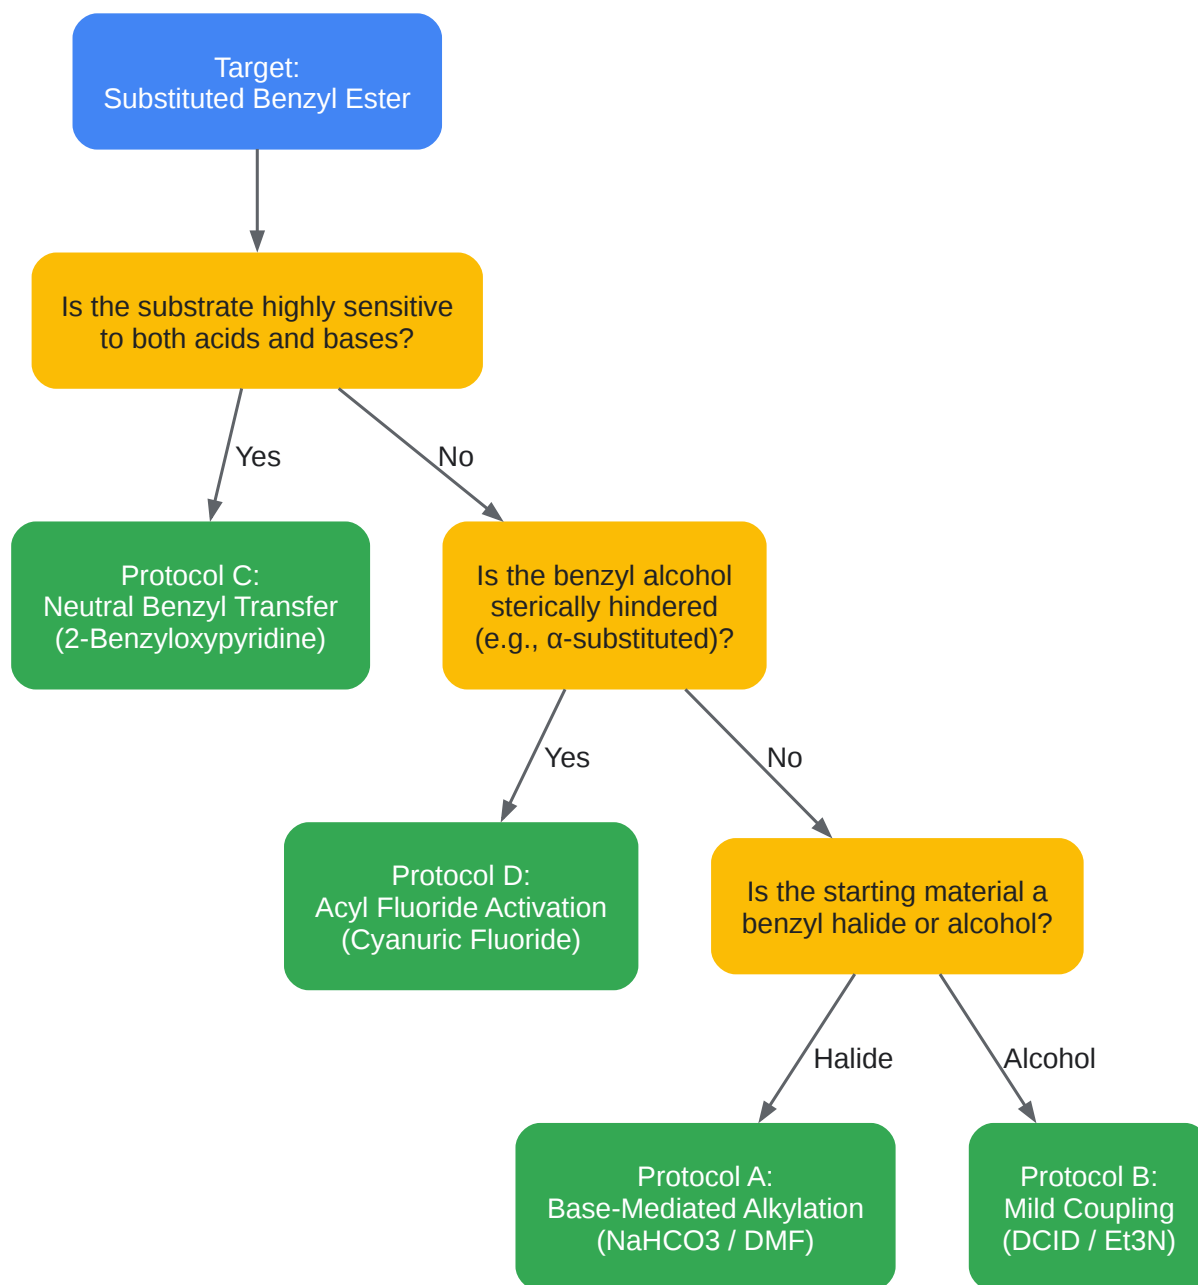 Target:
Substituted Benzyl Ester
Is the substrate highly sensitive
to both acids and bases?
Yes
No
Protocol C:
Neutral Benzyl Transfer
(2-Benzyloxypyridine)
Is the benzyl alcohol
sterically hindered
(e.g., α-substituted)?
Yes
No
Protocol D:
Acyl Fluoride Activation
(Cyanuric Fluoride)
Is the starting material a
benzyl halide or alcohol?
Halide
Alcohol
Protocol A:
Base-Mediated Alkylation
(NaHCO3 / DMF)
Protocol B:
Mild Coupling
(DCID / Et3N)